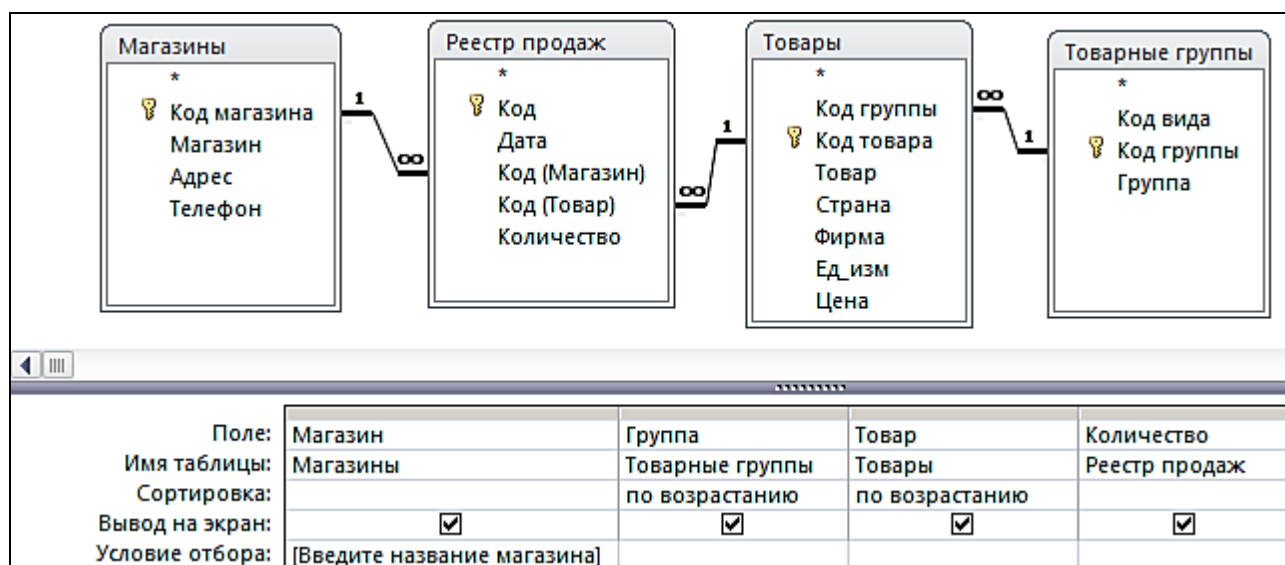 Магазины
*
Код магазина
Магазин
Адрес
Телефон
1
∞
Реестр продаж
*
Код
Дата
Код (Магазин)
Код (Товар)
Количество
∞
1
Товары
*
Код группы
Код товара
Товар
Страна
Фирма
Ед_изм
Цена
∞
1
Товарные группы
*
Код вида
Код группы
Группа
Поле: Магазин Группа Товар Количество
Имя таблицы: Магазины Товарные группы Товары Реестр продаж
Сортировка: по возрастанию по возрастанию
Вывод на экран:
Условие отбора: [Введите название магазина]